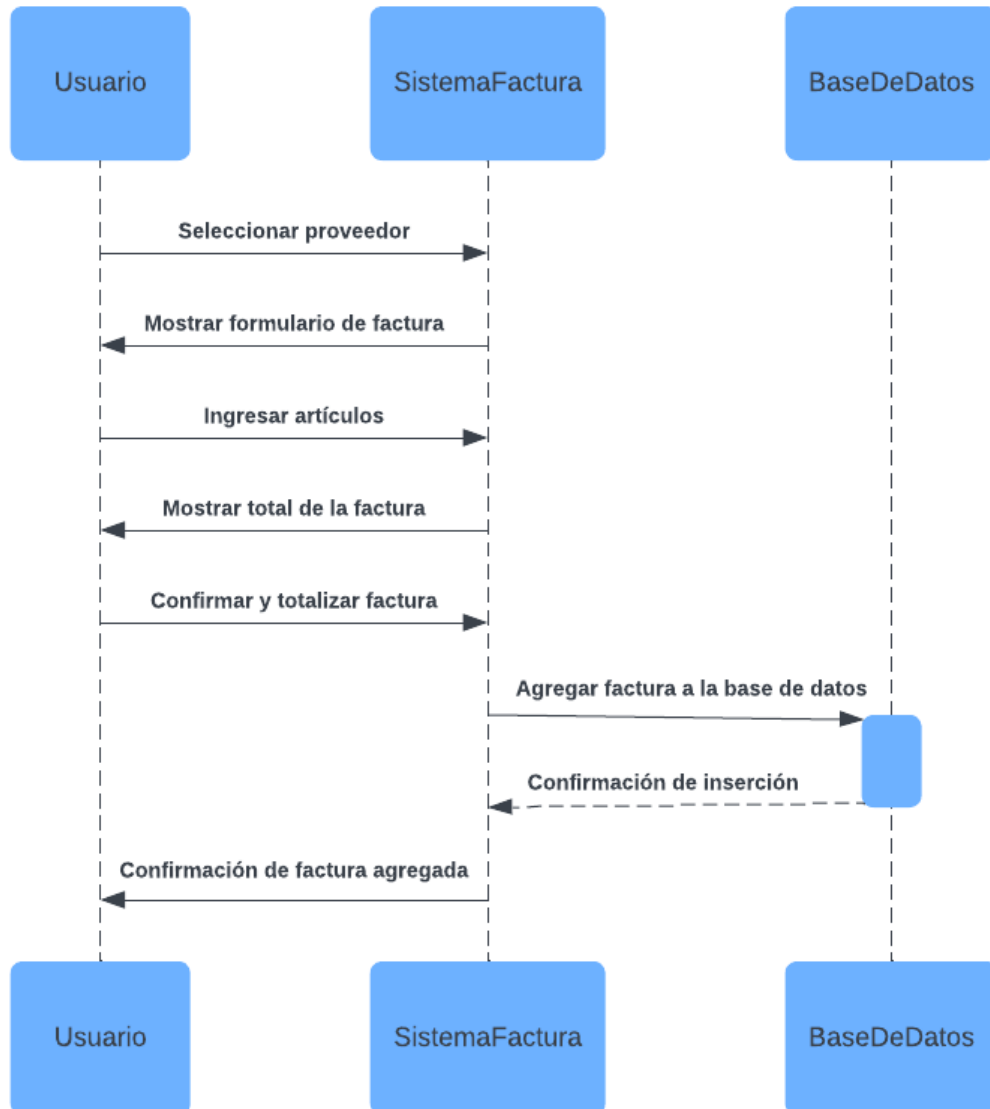 Usuario
SistemaFactura
BaseDeDatos
Seleccionar proveedor
Mostrar formulario de factura
Ingresar artículos
Mostrar total de la factura
Confirmar y totalizar factura
Agregar factura a la base de datos
Confirmación de inserción
Confirmación de factura agregada
Usuario
SistemaFactura
BaseDeDatos